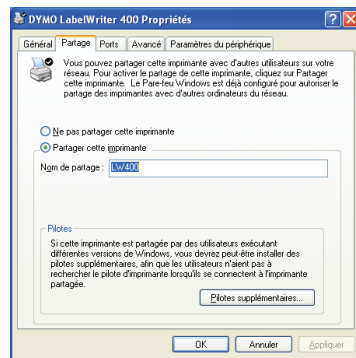 DYMO LabelWriter 400 Propriétés
Général Partage Ports Avancé Paramètres du périphérique
Vous pouvez partager cette imprimante avec d'autres utilisateurs sur votre
réseau. Pour activer le partage de cette imprimante, cliquez sur Partager
cette imprimante. Le Pare-feu Windows est déjà configuré pour autoriser le
partage des imprimantes avec d'autres ordinateurs du réseau.
Ne pas partager cette imprimante
Partager cette imprimante
Nom de partage : LW400
Pilotes
Si cette imprimante est partagée par des utilisateurs exécutant
différentes versions de Windows, vous devrez peut-être installer des
pilotes supplémentaires, afin que les utilisateurs n'aient pas à
rechercher le pilote d'imprimante lorsqu'ils se connectent à l'imprimante
partagée.
Pilotes supplémentaires...
OK Annuler Appliquer